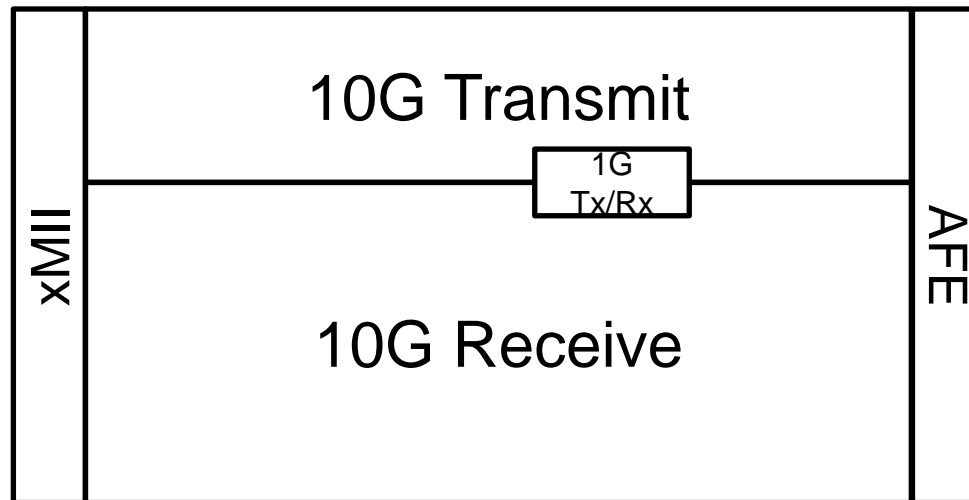 10G Transmit
1G
Tx/Rx
xMII
AFE
10G Receive